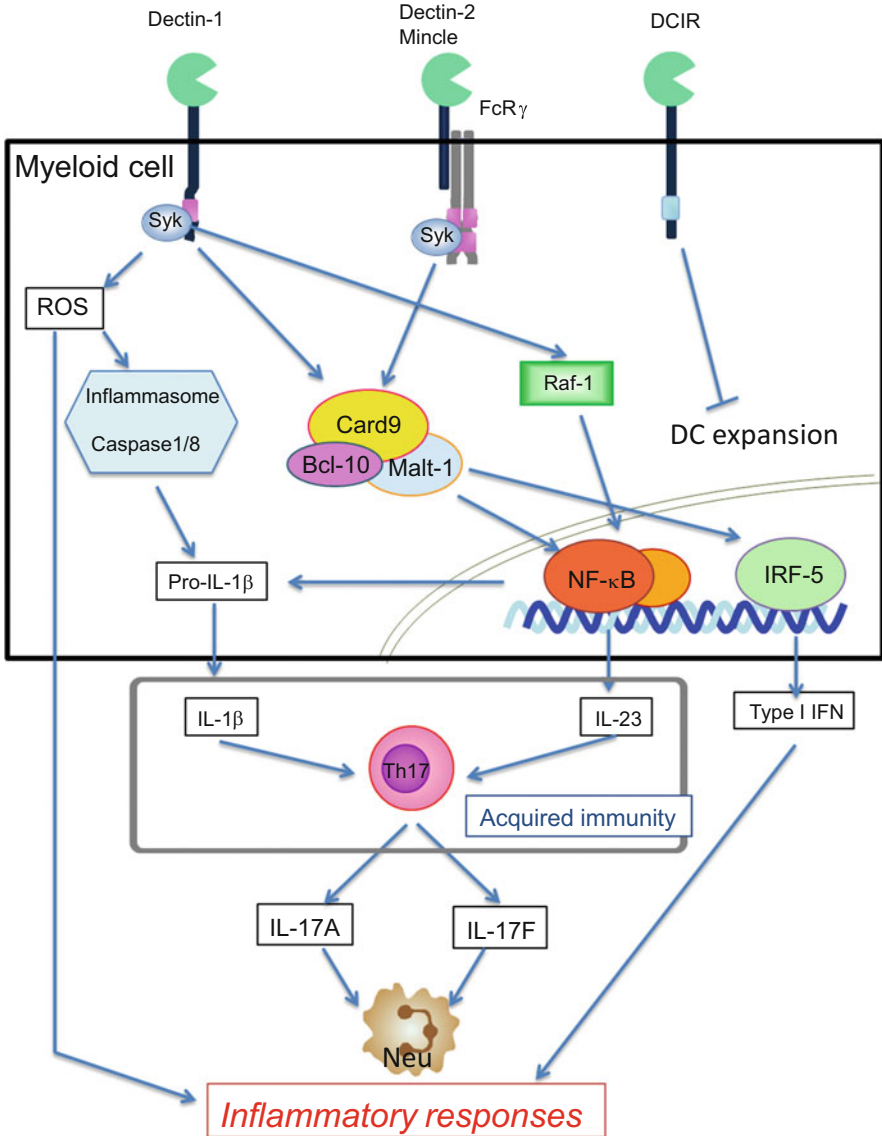 Dectin-1
Dectin-2
Mincle
DCIR
FcRγ
Myeloid cell
Syk
Syk
ROS
Inflammasome
Caspase1/8
Raf-1
Card9
Bcl-10
Malt-1
DC expansion
Pro-IL-1β
NF-κB
IRF-5
IL-1β
IL-23
Type I IFN
Th17
Acquired immunity
IL-17A
IL-17F
Neu
Inflammatory responses